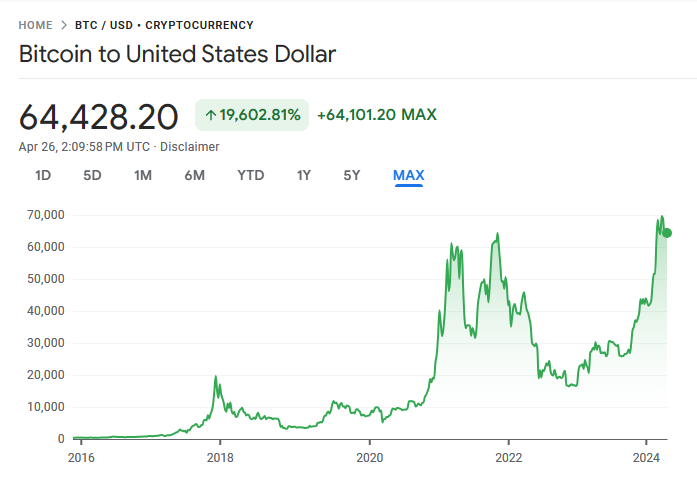 HOME > BTC / USD • CRYPTOCURRENCY
Bitcoin to United States Dollar
64,428.20 ↑19,602.81% +64,101.20 MAX
Apr 26, 2:09:58 PM UTC · Disclaimer
1D 5D 1M 6M YTD 1Y 5Y MAX
70,000
60,000
50,000
40,000
30,000
20,000
10,000
0
2016 2018 2020 2022 2024